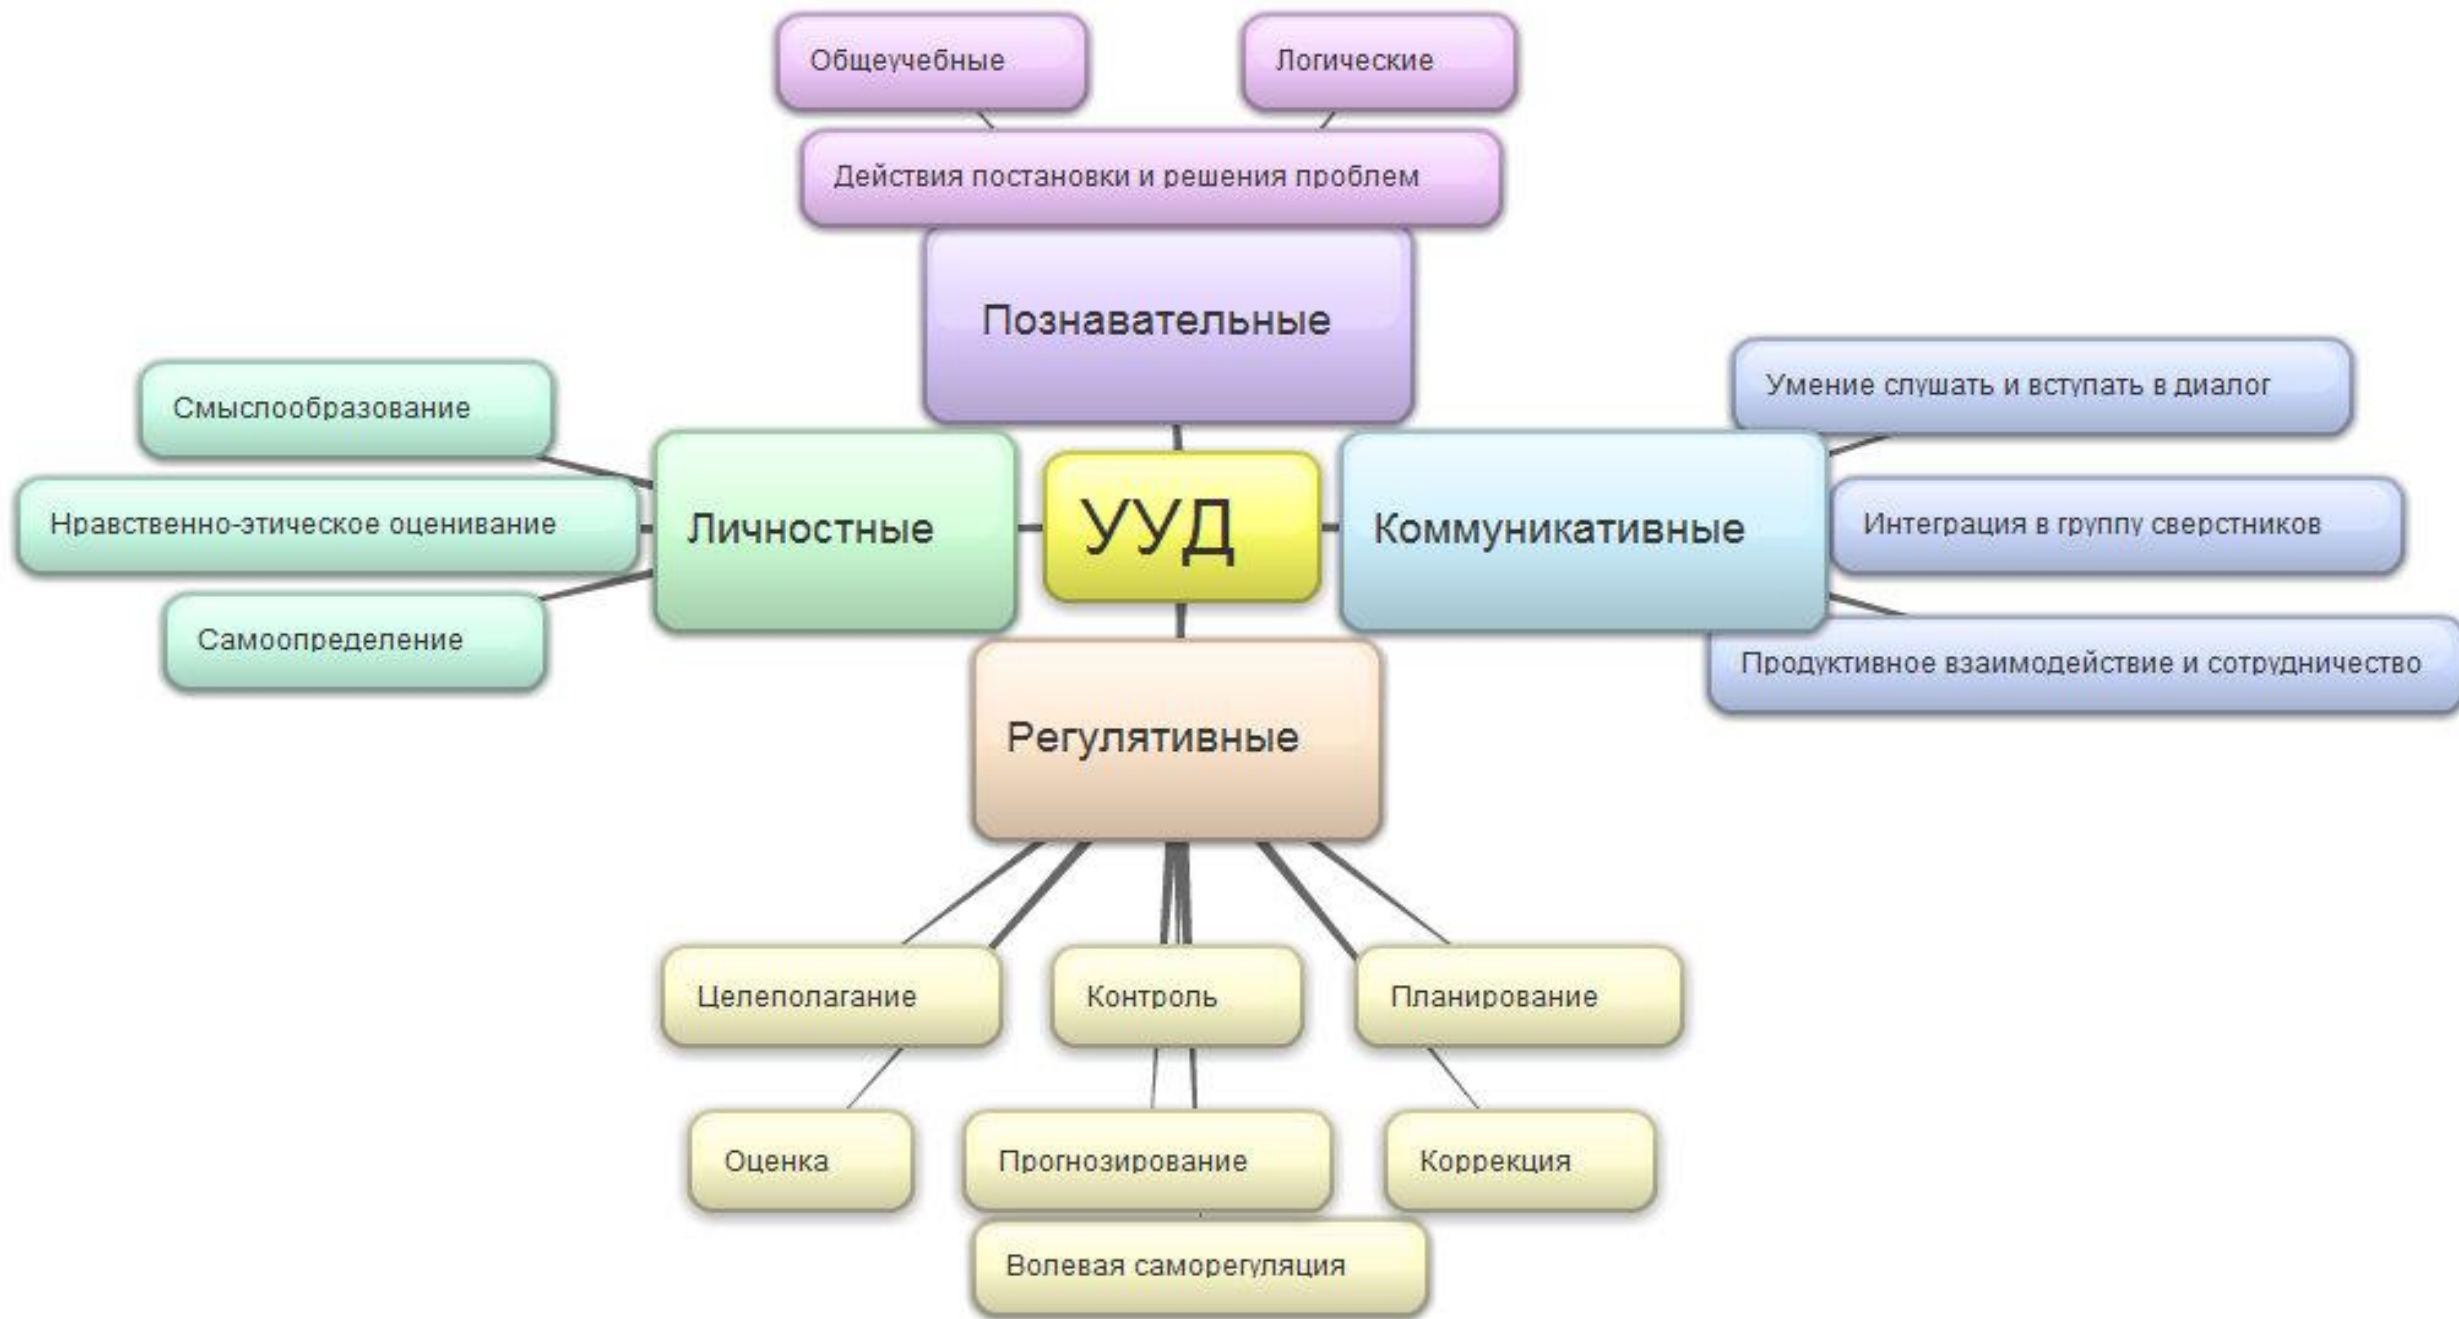 Общеучебные
Логические
Действия постановки и решения проблем
Познавательные
Смыслообразование
Умение слушать и вступать в диалог
Нравственно-этическое оценивание
Личностные
УУД
Коммуникативные
Интеграция в группу сверстников
Самоопределение
Продуктивное взаимодействие и сотрудничество
Регулятивные
Целеполагание
Контроль
Планирование
Оценка
Прогнозирование
Коррекция
Волевая саморегуляция